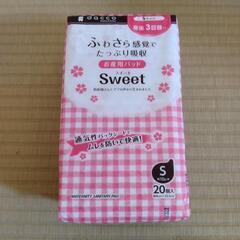 dacco
産後3日頃~
ふわさら感覚で
たっぷり吸収
お産用パッド
スイート
Sweet
通気性バックシートで
ムレを防いで快適!
S
20個入
MATERNITY SANITARY PAD